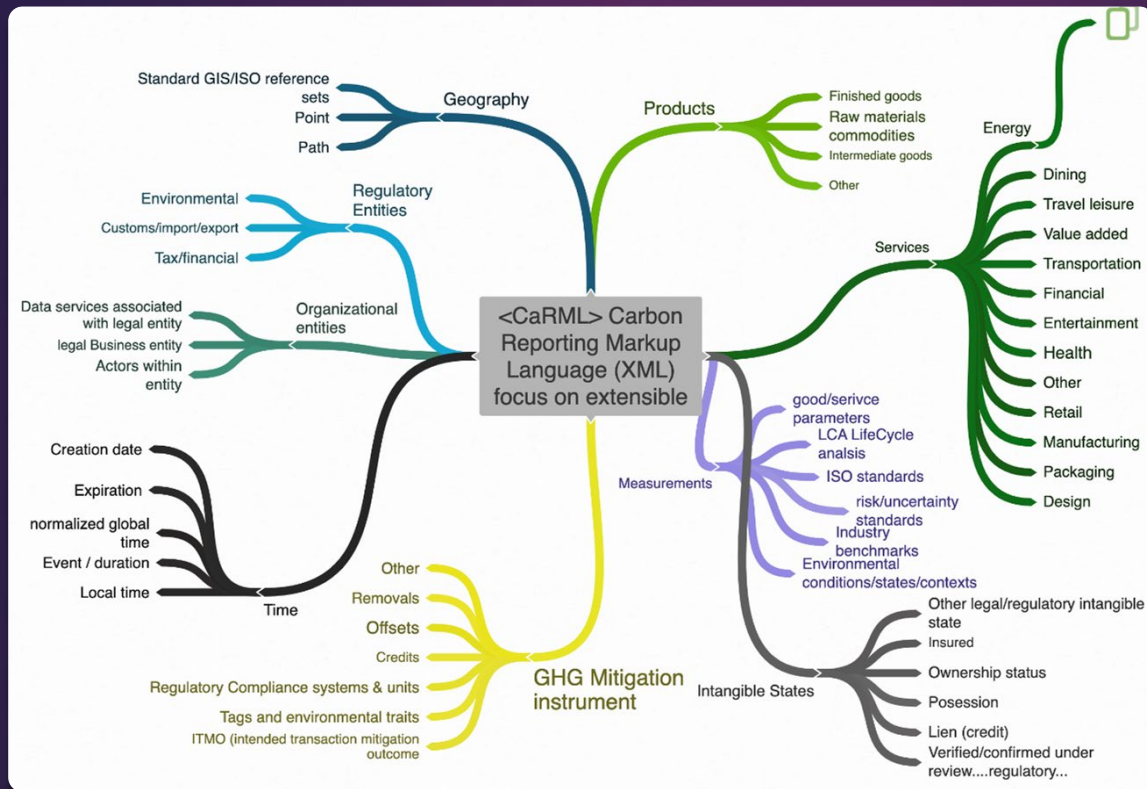 <CaRML> Carbon
Reporting Markup
Language (XML)
focus on extensible
Geography
Standard GIS/ISO reference
sets
Point
Path
Regulatory
Entities
Environmental
Customs/import/export
Tax/financial
Organizational
entities
Data services associated
with legal entity
legal Business entity
Actors within
entity
Time
Creation date
Expiration
normalized global
time
Event / duration
Local time
GHG Mitigation
instrument
Other
Removals
Offsets
Credits
Regulatory Compliance systems & units
Tags and environmental traits
ITMO (intended transaction mitigation
outcome
Products
Finished goods
Raw materials
commodities
Intermediate goods
Other
Services
Energy
Dining
Travel leisure
Value added
Transportation
Financial
Entertainment
Health
Other
Retail
Manufacturing
Packaging
Design
Measurements
good/serivce
parameters
LCA LifeCycle
analsis
ISO standards
risk/uncertainty
standards
Industry
benchmarks
Environmental
conditions/states/contexts
Intangible States
Other legal/regulatory intangible
state
Insured
Ownership status
Posession
Lien (credit)
Verified/confirmed under
review....regulatory...